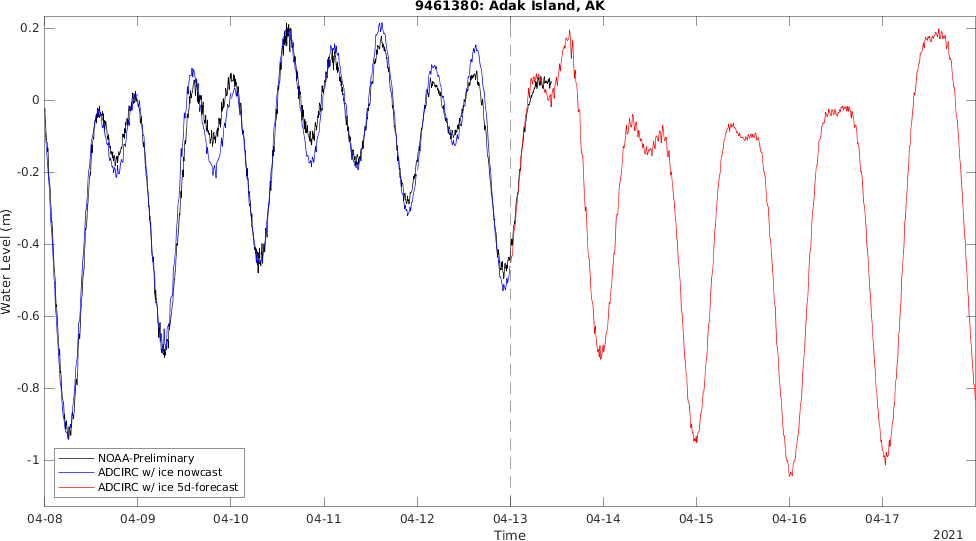 9461380: Adak Island, AK
0.2
0
-0.2
-0.4
-0.6
-0.8
-1
Water Level (m)
NOAA-Preliminary
ADCIRC w/ ice nowcast
ADCIRC w/ ice 5d-forecast
04-08 04-09 04-10 04-11 04-12 04-13 04-14 04-15 04-16 04-17
Time
2021